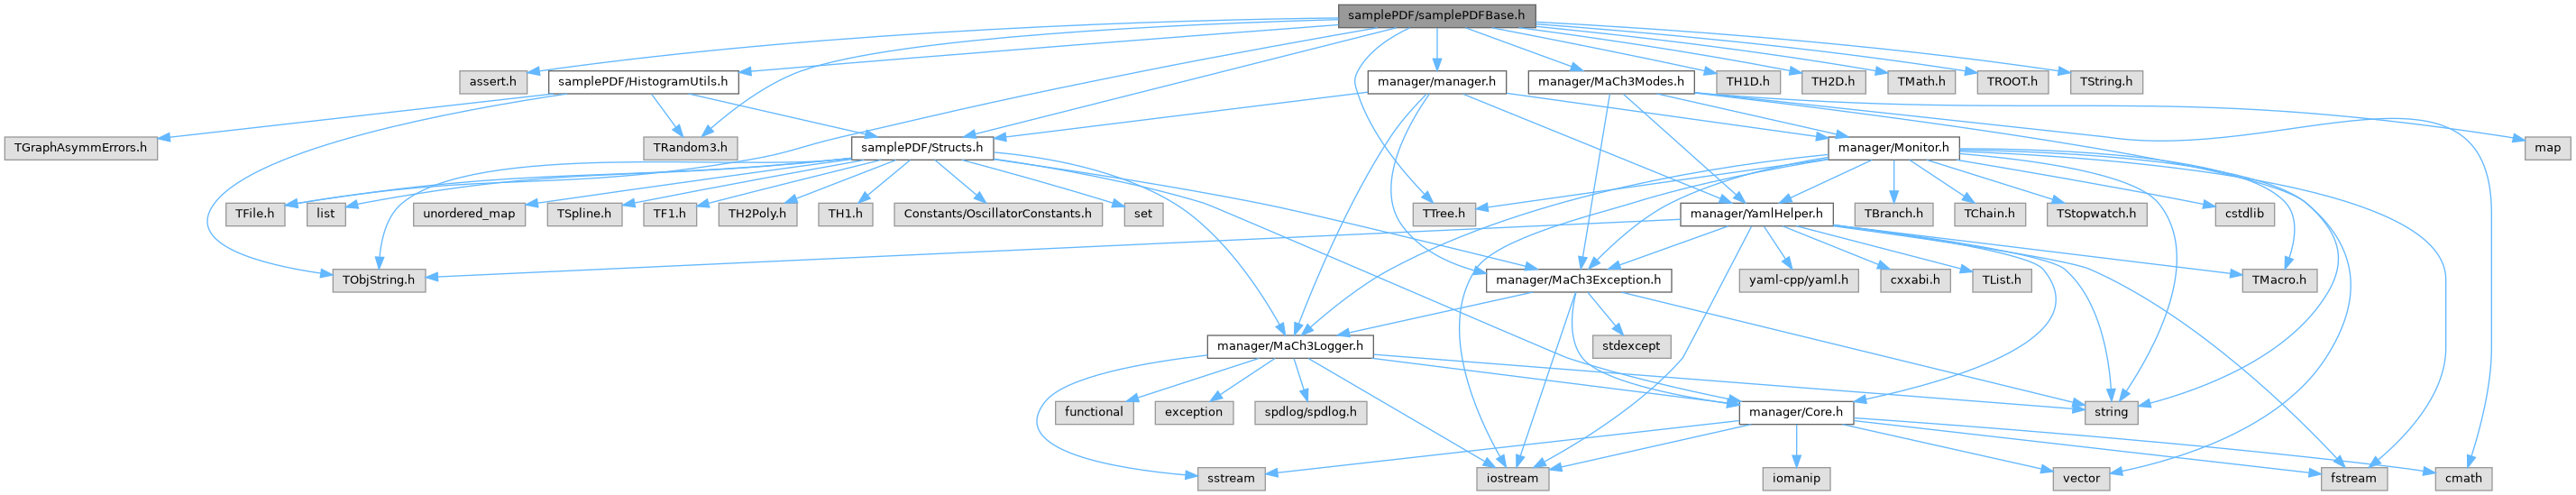 samplePDF/samplePDFBase.h
assert.h
samplePDF/HistogramUtils.h
manager/manager.h
manager/MaCh3Modes.h
TH1D.h
TH2D.h
TMath.h
TROOT.h
TString.h
TGraphAsymmErrors.h
TRandom3.h
samplePDF/Structs.h
manager/Monitor.h
map
TFile.h
list
unordered_map
TSpline.h
TF1.h
TH2Poly.h
TH1.h
Constants/OscillatorConstants.h
set
TTree.h
manager/YamlHelper.h
TBranch.h
TChain.h
TStopwatch.h
cstdlib
TObjString.h
manager/MaCh3Exception.h
yaml-cpp/yaml.h
cxxabi.h
TList.h
TMacro.h
manager/MaCh3Logger.h
stdexcept
functional
exception
spdlog/spdlog.h
manager/Core.h
string
sstream
iostream
iomanip
vector
fstream
cmath